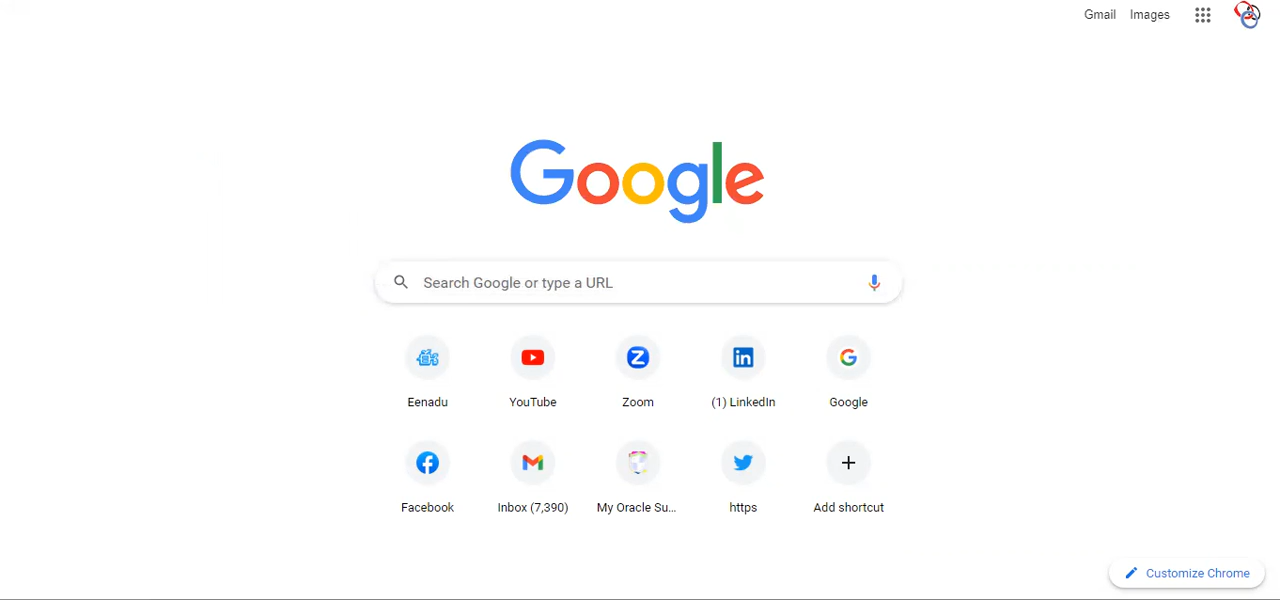 Gmail Images
Google
Search Google or type a URL
Eenadu YouTube Zoom (1) LinkedIn Google
Facebook Inbox (7,390) My Oracle Su... https Add shortcut
Customize Chrome